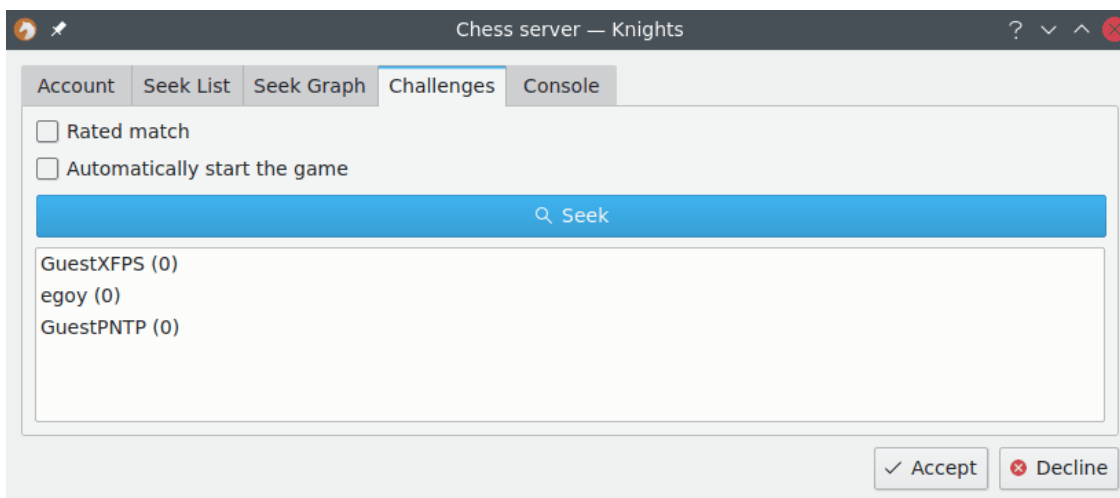 Chess server — Knights
Account Seek List Seek Graph Challenges Console
Rated match
Automatically start the game
Seek
GuestXFPS (0)
egoy (0)
GuestPNTP (0)
Accept Decline